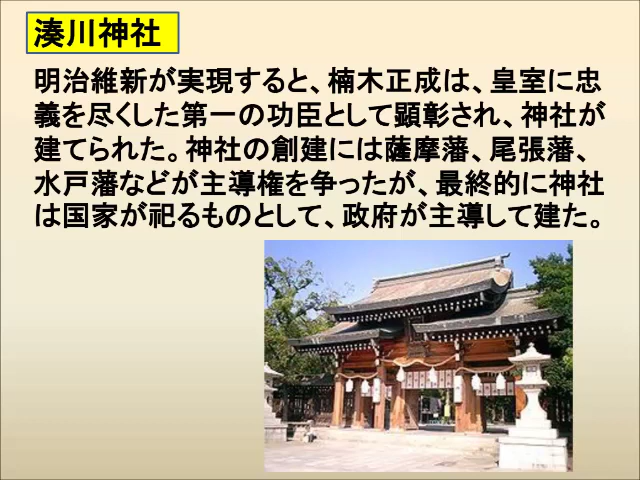 湊川神社
明治維新が実現すると、楠木正成は、皇室に忠
義を尽くした第一の功臣として顕彰され、神社が
建てられた。神社の創建には薩摩藩、尾張藩、
水戸藩などが主導権を争ったが、最終的に神社
は国家が祀るものとして、政府が主導して建た。